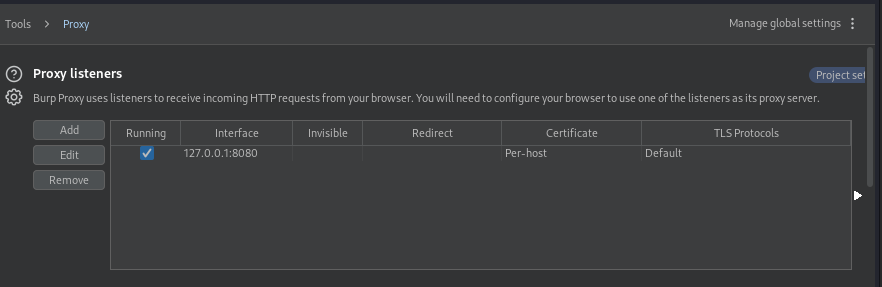 Tools > Proxy
Manage global settings
Proxy listeners
Project set
Burp Proxy uses listeners to receive incoming HTTP requests from your browser. You will need to configure your browser to use one of the listeners as its proxy server.
Add
Edit
Remove
Running Interface Invisible Redirect Certificate TLS Protocols
127.0.0.1:8080 Per-host Default